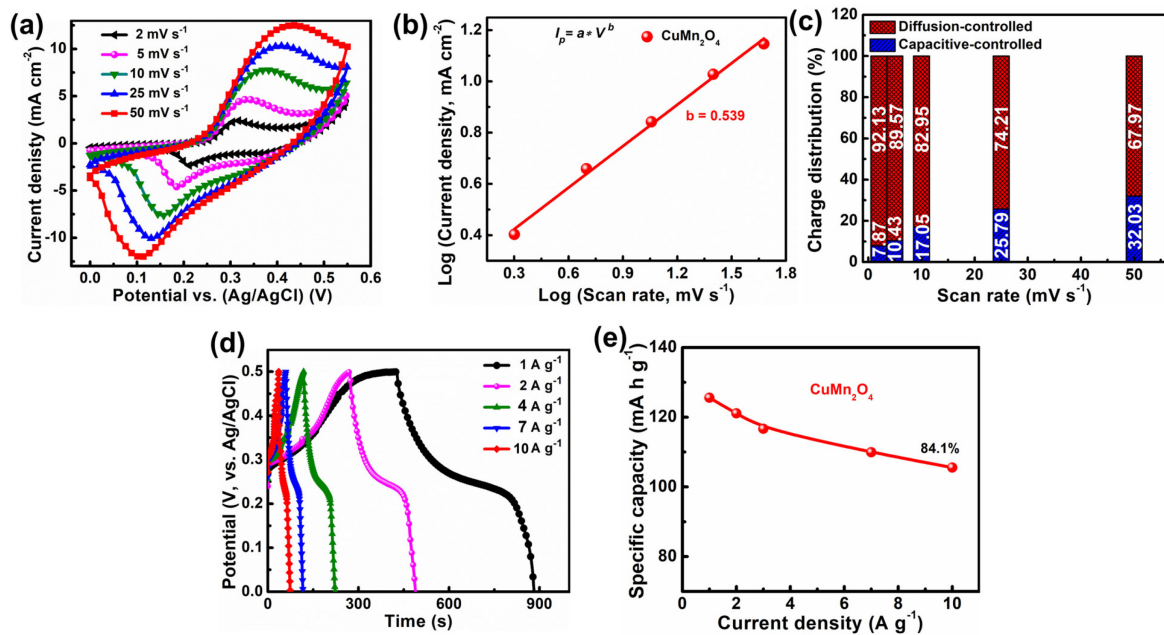 (a)
2 mV s⁻¹
5 mV s⁻¹
10 mV s⁻¹
25 mV s⁻¹
50 mV s⁻¹
10
5
0
-5
-10
Current denisty (mA cm⁻²)
0.0 0.1 0.2 0.3 0.4 0.5 0.6
Potential vs. (Ag/AgCl) (V)
(b)
Iₚ= a* Vᵇ
CuMn₂O₄
b = 0.539
1.2
1.0
0.8
0.6
0.4
Log (Current density, mA cm⁻²)
0.3 0.6 0.9 1.2 1.5 1.8
Log (Scan rate, mV s⁻¹)
(c)
Diffusion-controlled
Capacitive-controlled
120
100
80
60
40
20
0
Charge distribution (%)
92.13 89.57 82.95 74.21 67.97
7.87 10.43 17.05 25.79 32.03
0 10 20 30 40 50
Scan rate (mV s⁻¹)
(d)
1 A g⁻¹
2 A g⁻¹
4 A g⁻¹
7 A g⁻¹
10 A g⁻¹
0.5
0.4
0.3
0.2
0.1
0.0
Potential (V, vs. Ag/AgCl)
0 300 600 900
Time (s)
(e)
CuMn₂O₄
84.1%
140
120
100
80
Specific capacity (mA h g⁻¹)
0 2 4 6 8 10
Current density (A g⁻¹)